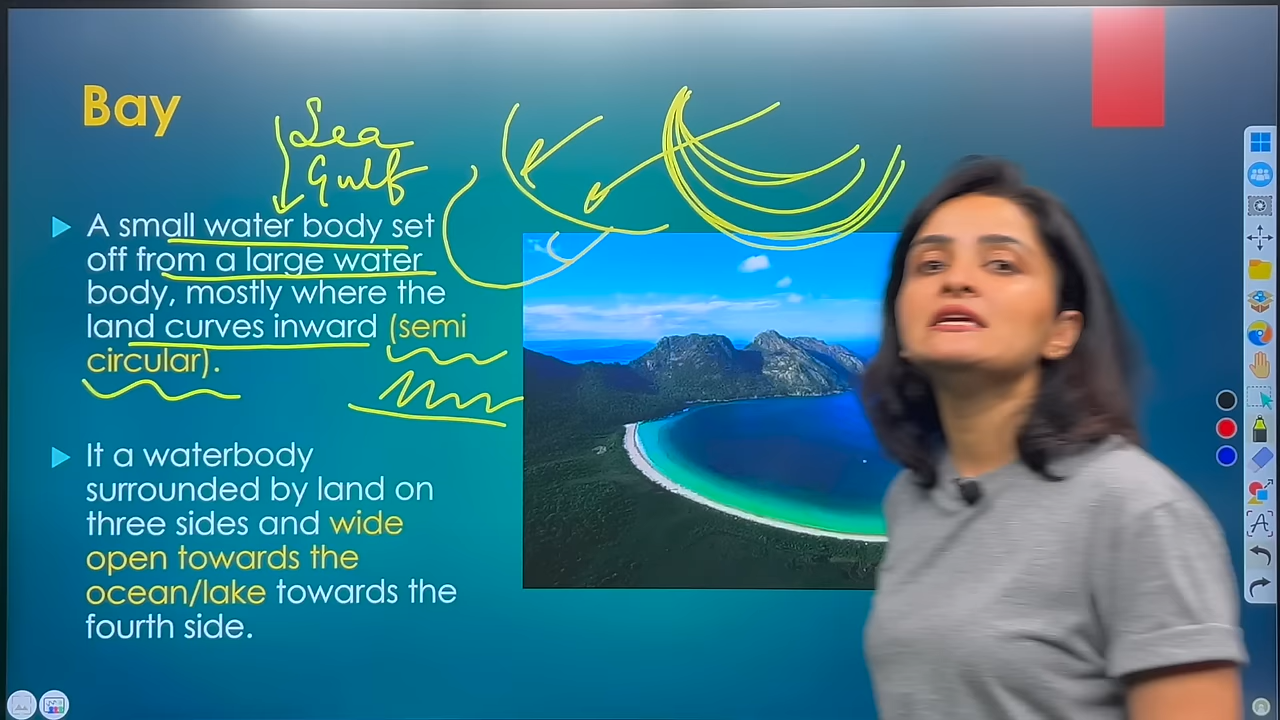 Bay
Sea
Gulf
A small water body set
off from a large water
body, mostly where the
land curves inward (semi
circular).
It a waterbody
surrounded by land on
three sides and wide
open towards the
ocean/lake towards the
fourth side.
A